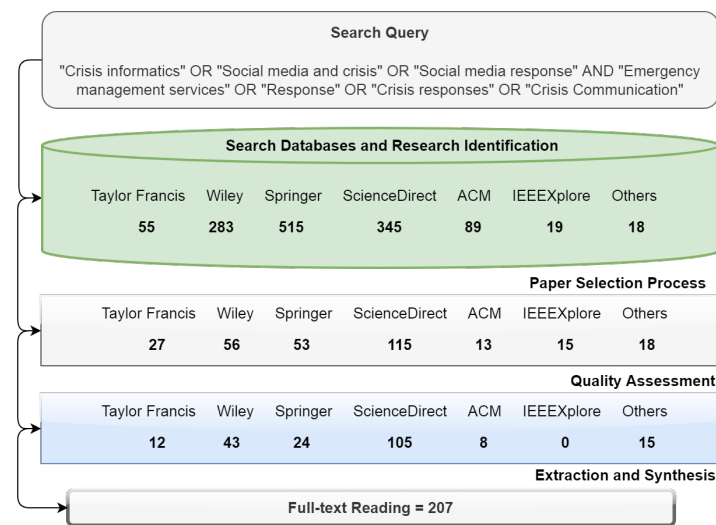 Search Query
"Crisis informatics" OR "Social media and crisis" OR "Social media response" AND "Emergency
management services" OR "Response" OR "Crisis responses" OR "Crisis Communication"
Search Databases and Research Identification
Taylor Francis Wiley Springer ScienceDirect ACM IEEEXplore Others
55 283 515 345 89 19 18
Paper Selection Process
Taylor Francis Wiley Springer ScienceDirect ACM IEEEXplore Others
27 56 53 115 13 15 18
Quality Assessment
Taylor Francis Wiley Springer ScienceDirect ACM IEEEXplore Others
12 43 24 105 8 0 15
Extraction and Synthesis
Full-text Reading = 207